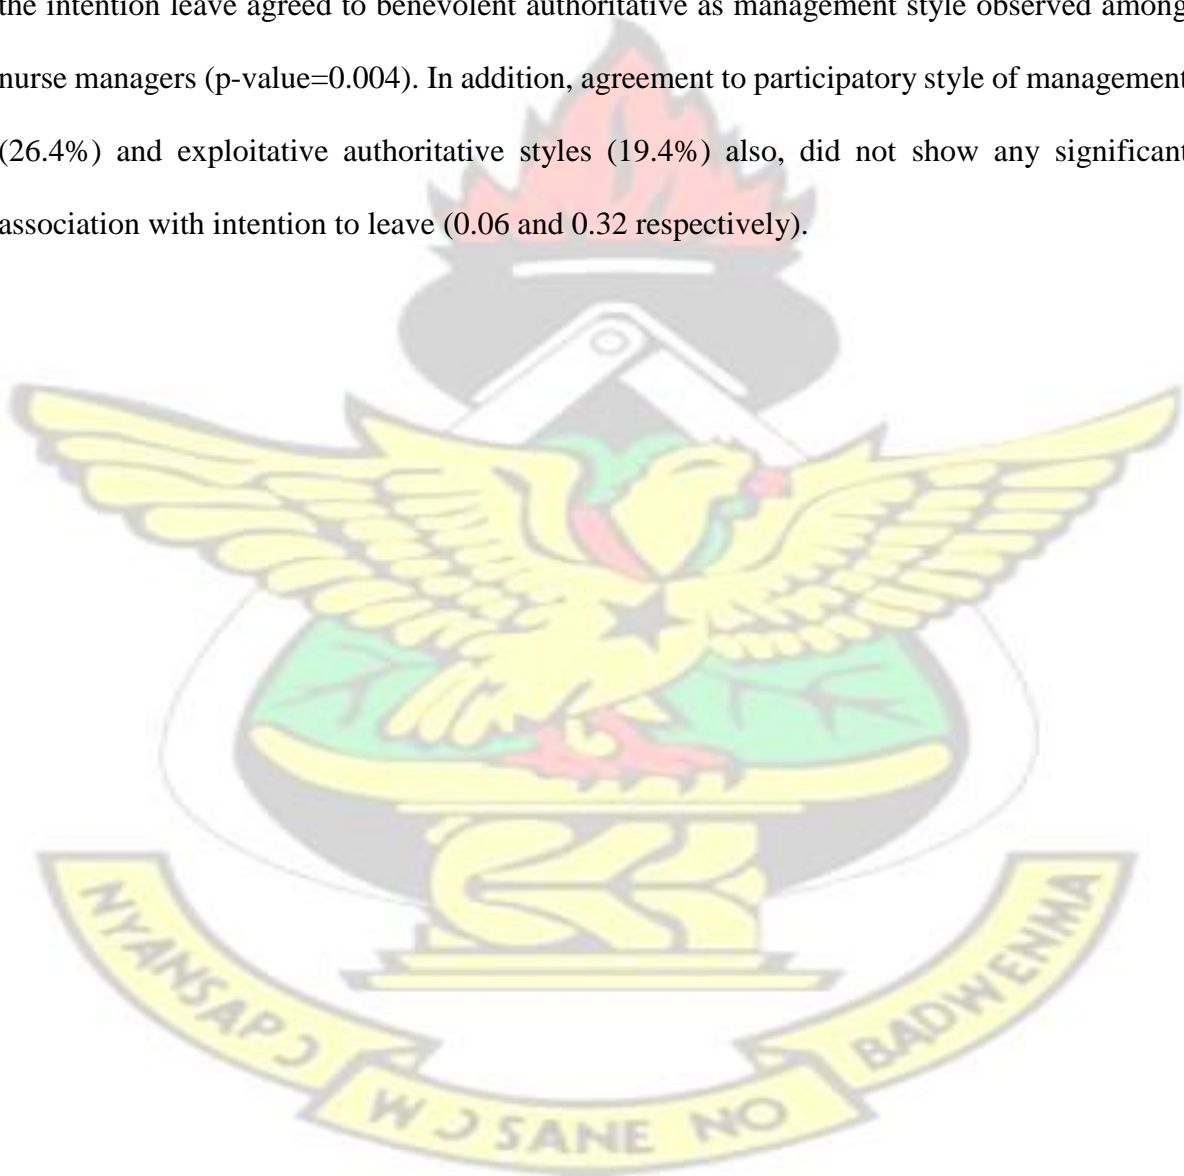 the intention leave agreed to benevolent authoritative as management style observed among
nurse managers (p-value=0.004). In addition, agreement to participatory style of management
(26.4%) and exploitative authoritative styles (19.4%) also, did not show any significant
association with intention to leave (0.06 and 0.32 respectively).
NYANSAPƆ
WƆSANE NO
BADWENMA